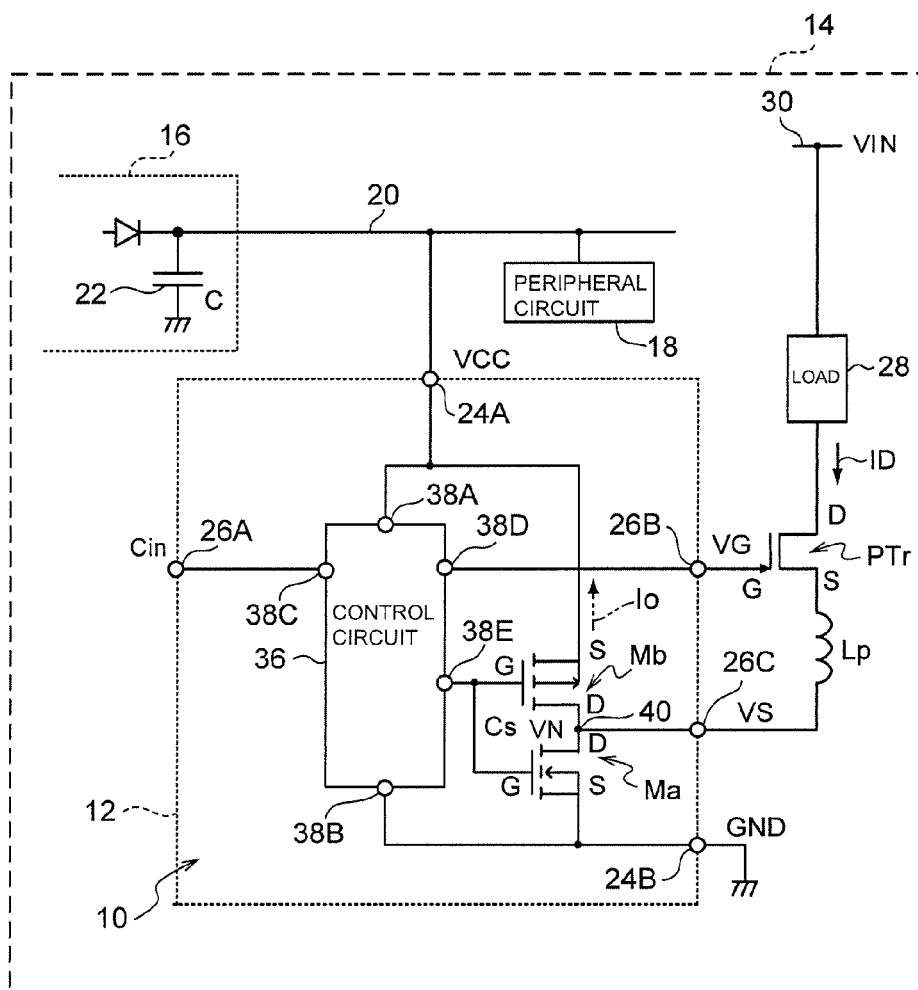 14
30
VIN
16
20
22
C
PERIPHERAL
CIRCUIT
18
VCC
24A
LOAD
28
ID
38A
38D
26B
D
Cin
26A
VG
PTr
G
S
38C
CONTROL
CIRCUIT
36
Io
38E
S
G
Mb
Lp
26C
D
40
VS
Cs
VN
D
G
S
Ma
12
38B
GND
24B
10